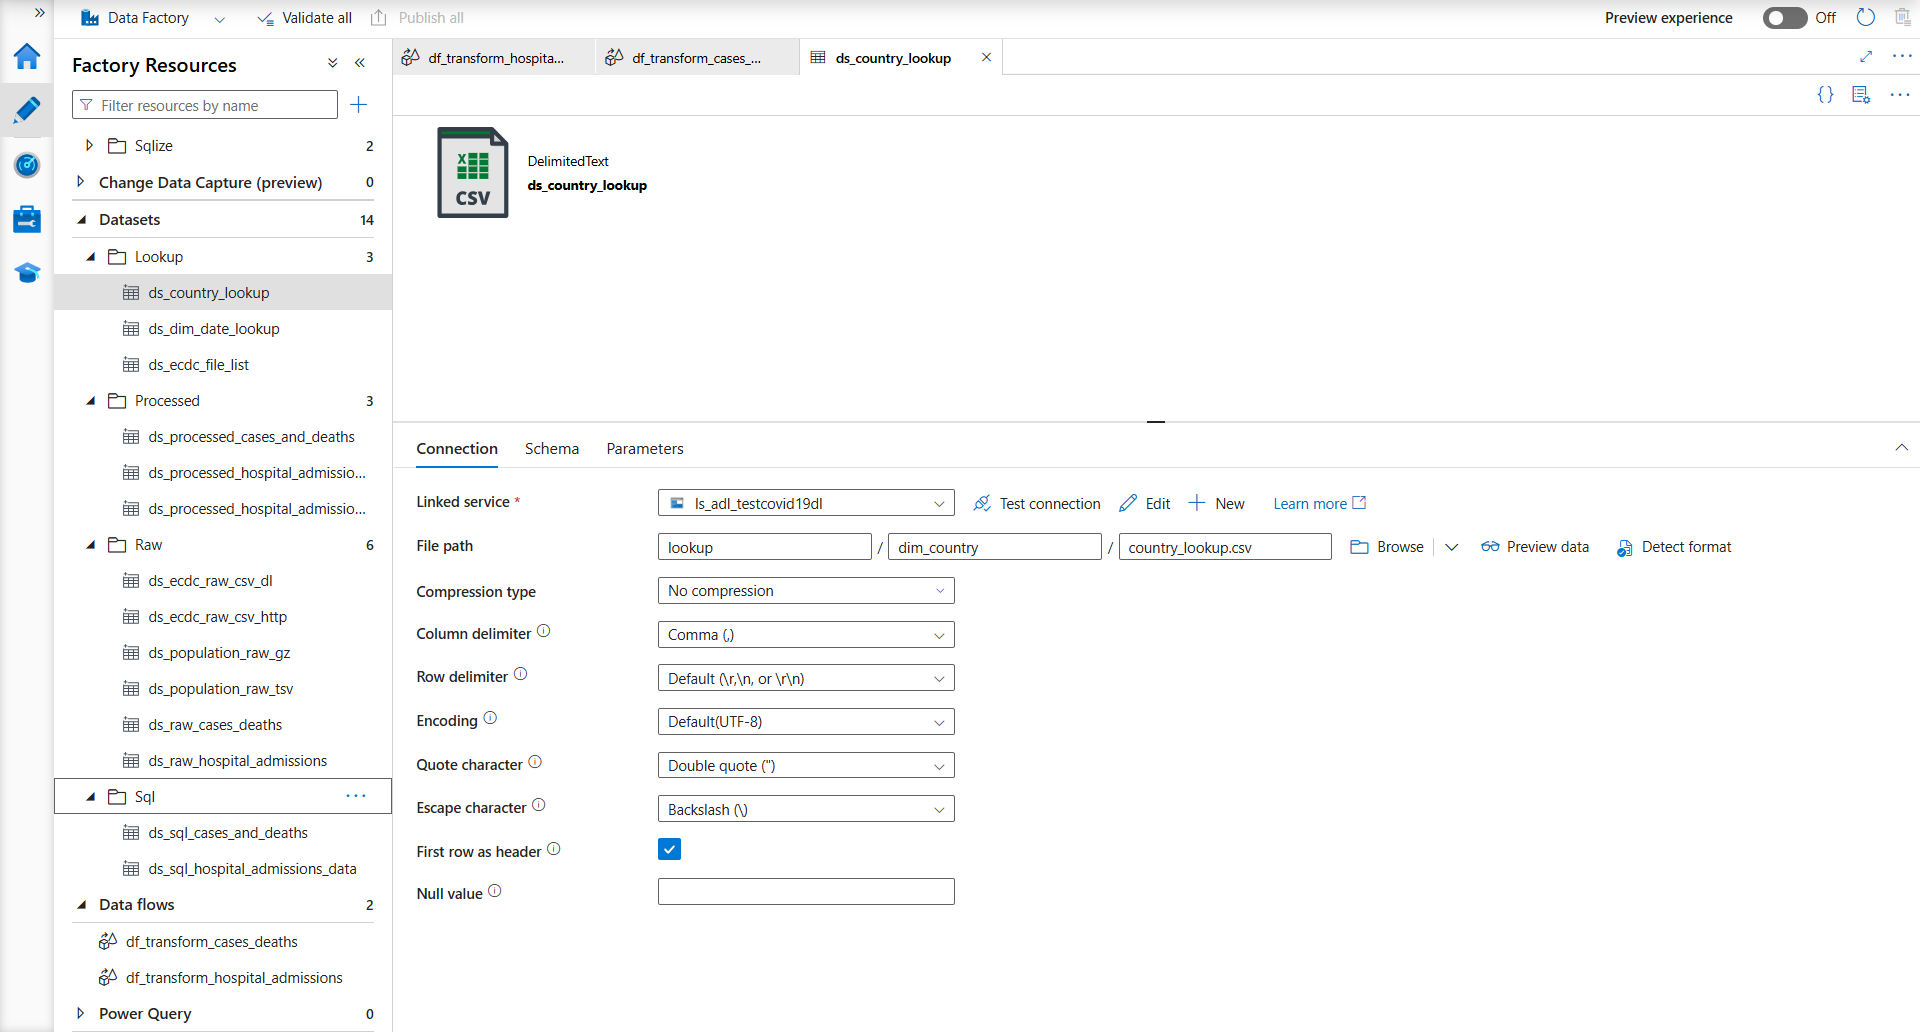 Data Factory
Validate all
Publish all
Preview experience
Off
Factory Resources
Filter resources by name
Sqlize 2
Change Data Capture (preview) 0
Datasets 14
Lookup 3
ds_country_lookup
ds_dim_date_lookup
ds_ecdc_file_list
Processed 3
ds_processed_cases_and_deaths
ds_processed_hospital_admissio...
ds_processed_hospital_admissio...
Raw 6
ds_ecdc_raw_csv_dl
ds_ecdc_raw_csv_http
ds_population_raw_gz
ds_population_raw_tsv
ds_raw_cases_deaths
ds_raw_hospital_admissions
Sql
ds_sql_cases_and_deaths
ds_sql_hospital_admissions_data
Data flows 2
df_transform_cases_deaths
df_transform_hospital_admissions
Power Query 0
df_transform_hospita...
df_transform_cases_...
ds_country_lookup
{}
X
CSV
DelimitedText
ds_country_lookup
Connection
Schema
Parameters
Linked service * ls_adl_testcovid19dl Test connection Edit New Learn more
File path lookup / dim_country / country_lookup.csv Browse Preview data Detect format
Compression type No compression
Column delimiter Comma (,)
Row delimiter Default (\r,\n, or \r\n)
Encoding Default(UTF-8)
Quote character Double quote (")
Escape character Backslash (\)
First row as header
Null value